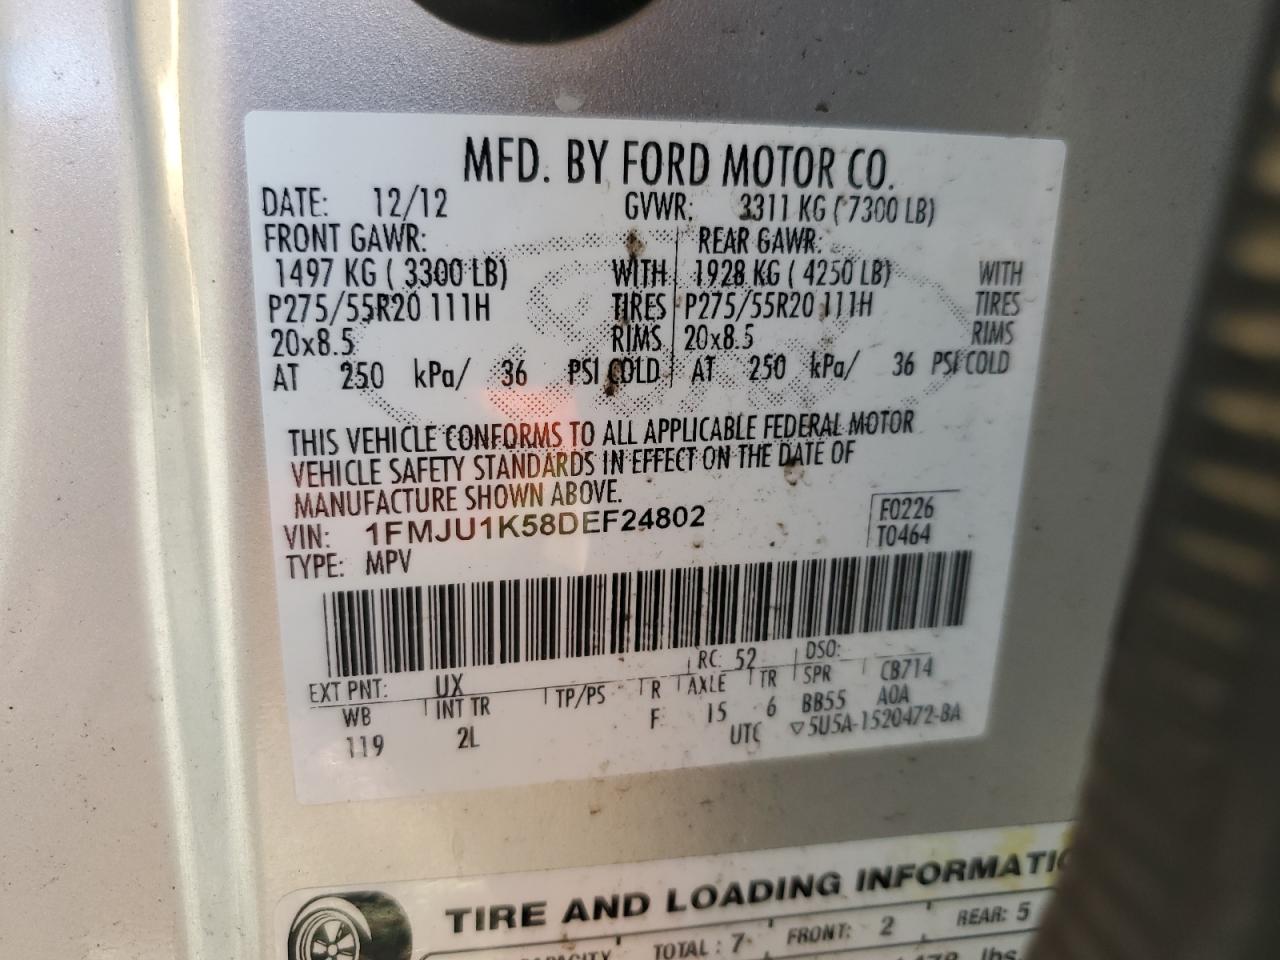 MFD. BY FORD MOTOR CO.
DATE: 12/12 GVWR: 3311 KG ( 7300 LB)
FRONT GAWR: REAR GAWR:
1497 KG ( 3300 LB) WITH 1928 KG ( 4250 LB) WITH
P275/55R20 111H TIRES P275/55R20 111H TIRES
20x8.5 RIMS 20x8.5 RIMS
AT 250 kPa/ 36 PSI COLD AT 250 kPa/ 36 PSI COLD
THIS VEHICLE CONFORMS TO ALL APPLICABLE FEDERAL MOTOR
VEHICLE SAFETY STANDARDS IN EFFECT ON THE DATE OF
MANUFACTURE SHOWN ABOVE.
VIN: 1FMJU1K58DEF24802 F0226
TYPE: MPV T0464
RC: 52 DSO:
EXT PNT: UX CB714
WB INT TR TP/PS R AXLE TR SPR A0A
119 2L F 15 6 BB55
UTC ▽5U5A-1520472-BA
TIRE AND LOADING
TOTAL : 7 FRONT: 2 REAR: 5
lbs